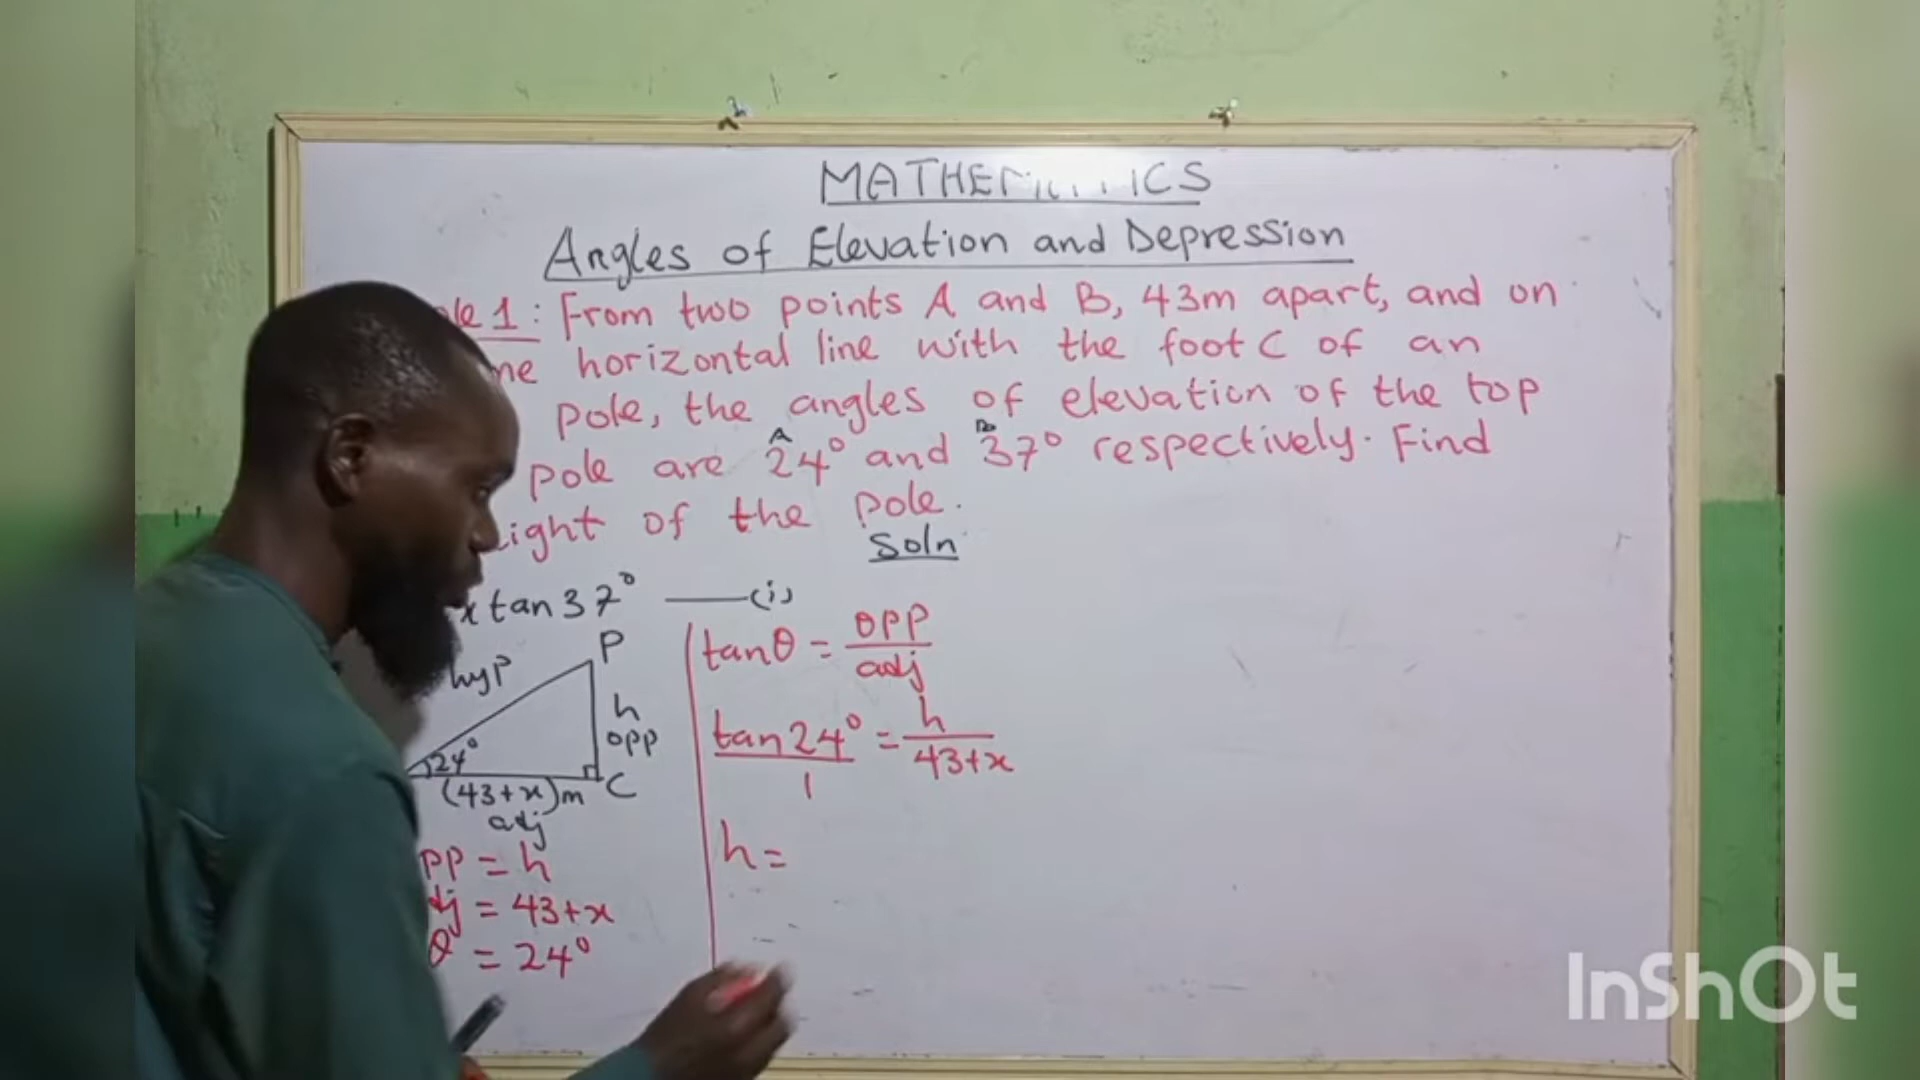 MATHEMATICS
Angles of Elevation and Depression
le 1: From two points A and B, 43m apart, and on
me horizontal line with the foot C of an
pole, the angles of elevation of the top
A B
pole are 24° and 37° respectively. Find
ight of the pole.
Soln
x tan 37° ——(i)
P
hyp
h
opp
24°
(43+x)m C
adj
pp = h
dj = 43+x
θ = 24°
tanθ = opp/adj
tan24°/1 = h/43+x
h =
InShOt